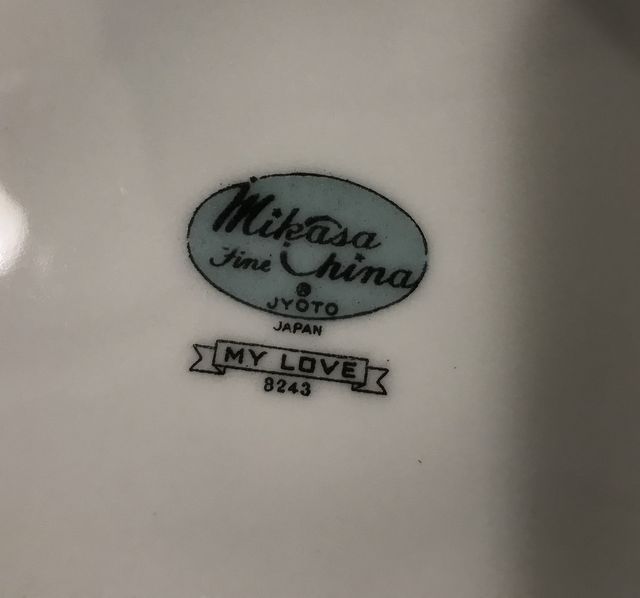 Mikasa
Fine China
®
JYOTO
JAPAN
MY LOVE
8243